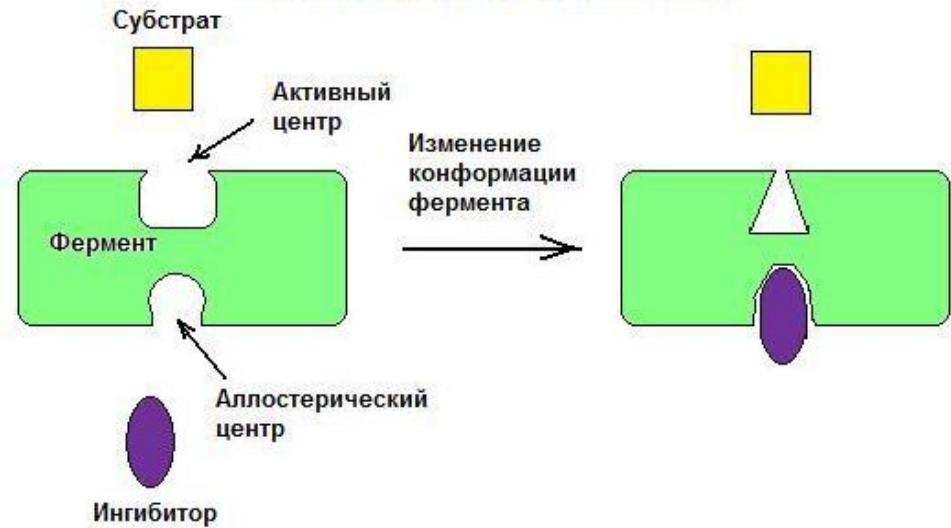 Субстрат
Активный
центр
Изменение
конформации
фермента
Фермент
Аллостерический
центр
Ингибитор